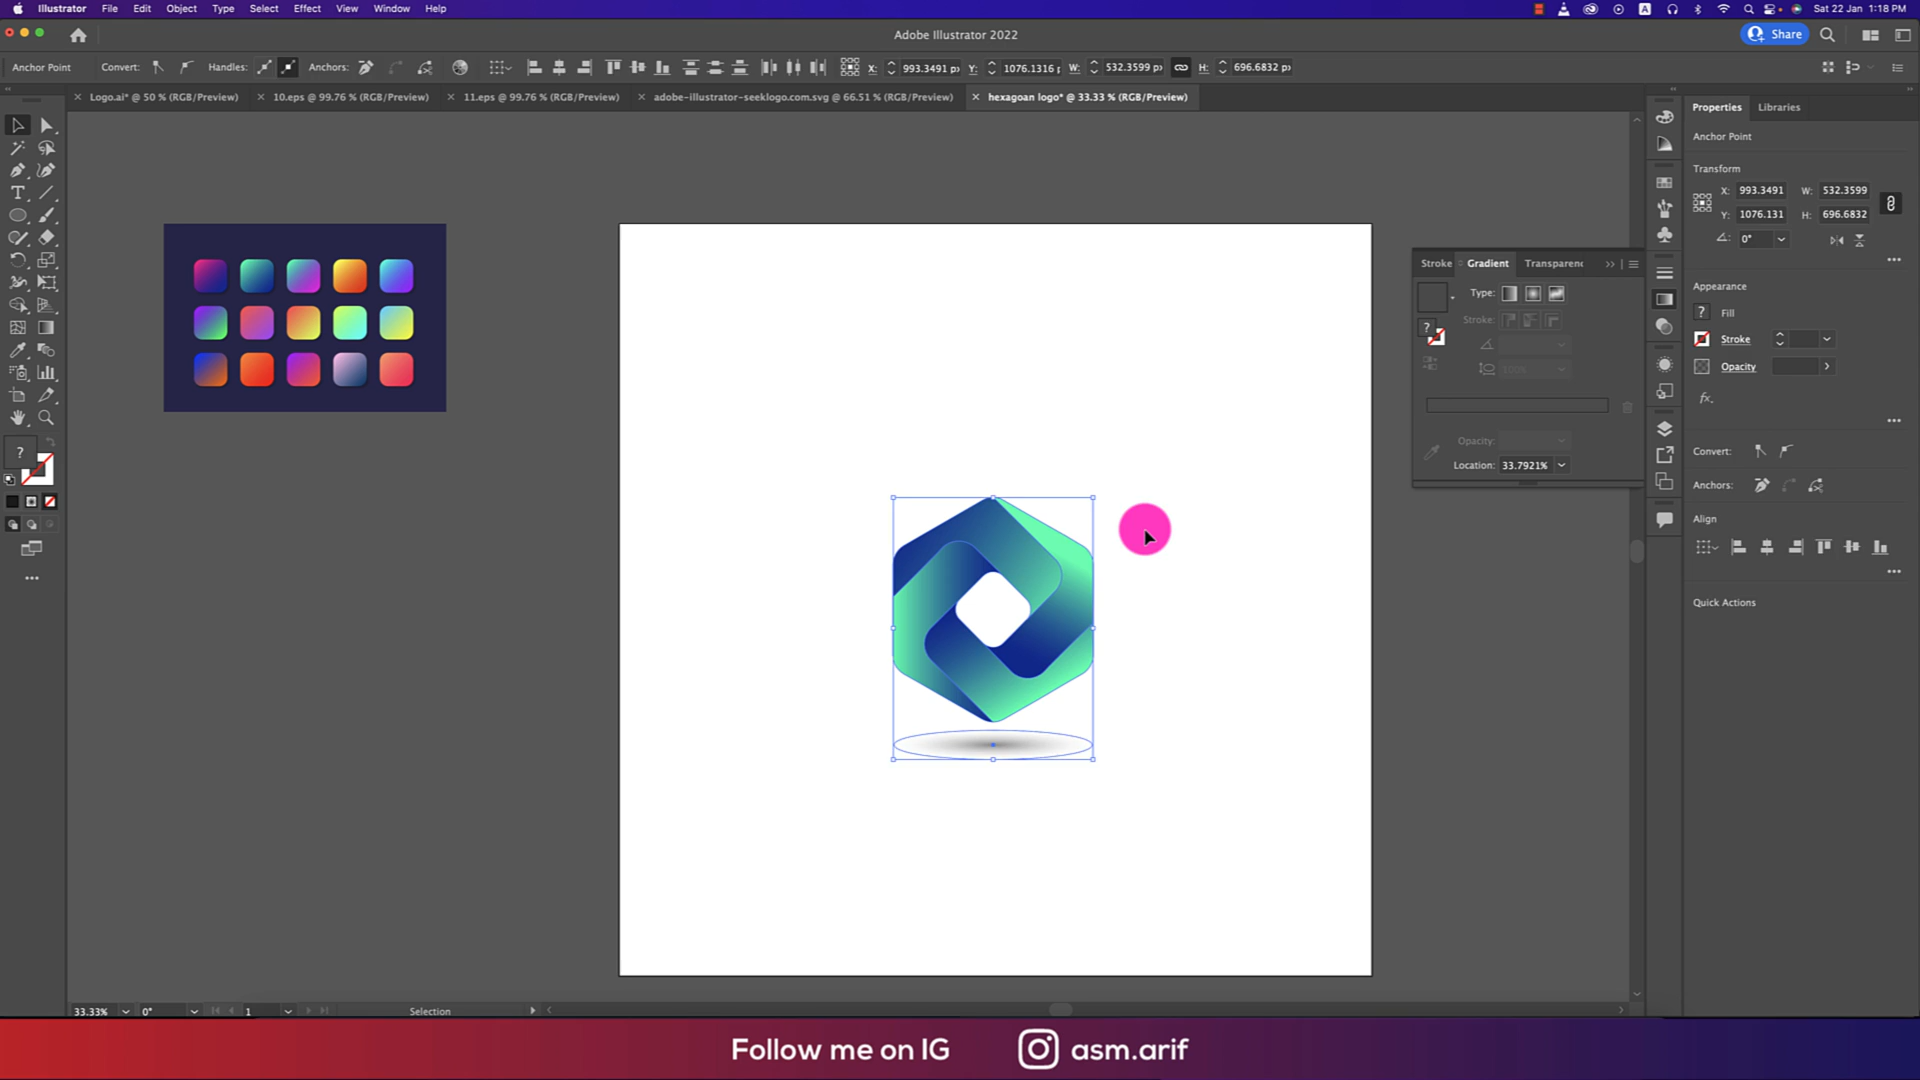 Illustrator File Edit Object Type Select Effect View Window Help
A Sat 22 Jan 1:18 PM
Adobe Illustrator 2022
Share
Anchor Point Convert: Handles: Anchors: X: 993.3491 px Y: 1076.1316 W: 532.3599 px H: 696.6832 px
× Logo.ai* @ 50 % (RGB/Preview) × 10.eps @ 99.76 % (RGB/Preview) × 11.eps @ 99.76 % (RGB/Preview) × adobe-illustrator-seeklogo.com.svg @ 66.51 % (RGB/Preview) × hexagoan logo* @ 33.33 % (RGB/Preview)
Properties Libraries
Anchor Point
Transform
X: 993.3491 W: 532.3599
Y: 1076.131 H: 696.6832
0°
Appearance
? Fill
Stroke
Opacity
fx.
Convert:
Anchors:
Align
Quick Actions
Stroke Gradient Transparenc
Type:
Stroke:
?
100%
Opacity:
Location: 33.7921%
T
?
33.33% 0° 1 Selection
Follow me on IG asm.arif